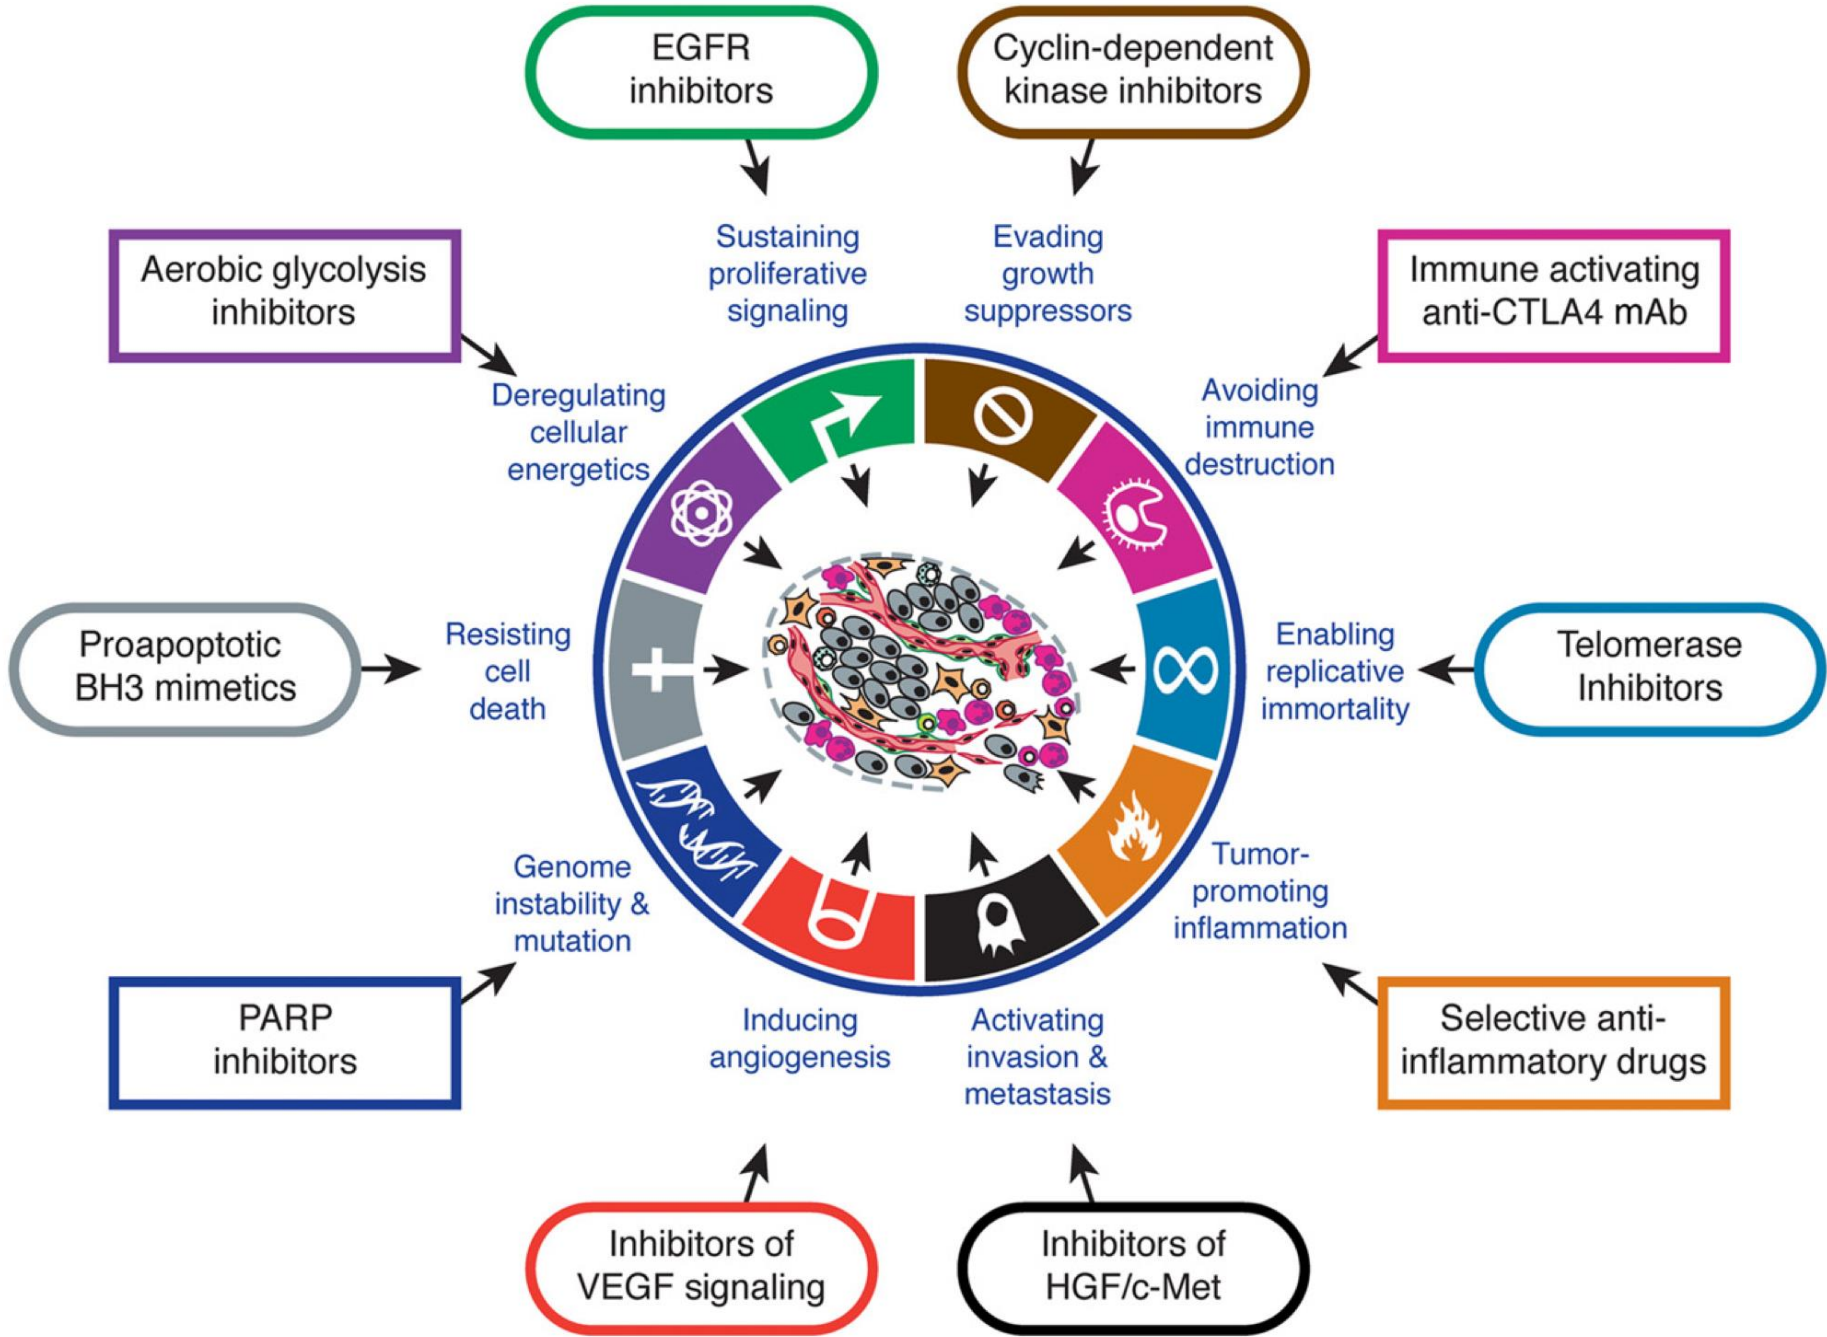 EGFR
inhibitors
Cyclin-dependent
kinase inhibitors
Aerobic glycolysis
inhibitors
Sustaining
proliferative
signaling
Evading
growth
suppressors
Immune activating
anti-CTLA4 mAb
Deregulating
cellular
energetics
Avoiding
immune
destruction
Proapoptotic
BH3 mimetics
Resisting
cell
death
Enabling
replicative
immortality
Telomerase
Inhibitors
Genome
instability &
mutation
Tumor-
promoting
inflammation
PARP
inhibitors
Inducing
angiogenesis
Activating
invasion &
metastasis
Selective anti-
inflammatory drugs
Inhibitors of
VEGF signaling
Inhibitors of
HGF/c-Met